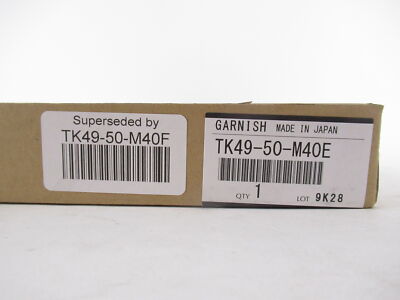 Superseded by
TK49-50-M40F
GARNISH MADE IN JAPAN
TK49-50-M40E
QTY 1 LOT 9K28